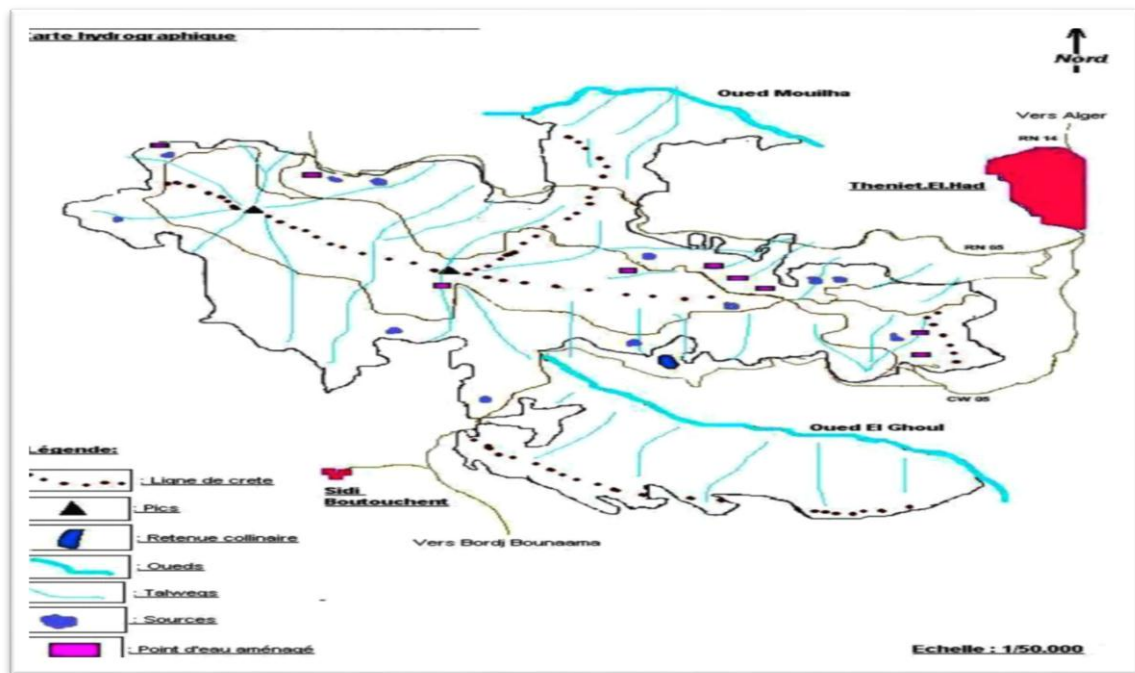 Carte hydrographique
Nord
Oued Mouilha
Vers Alger
RN 14
Theniet.El.Had
RN 65
CW 05
Oued El Ghoul
Légende:
: Ligne de crete
: Pics
: Retenue collinaire
: Oueds
: Talwegs
: Sources
: Point d'eau aménagé
Sidi
Boutouchent
Vers Bordj Bounaama
Echelle : 1/50.000